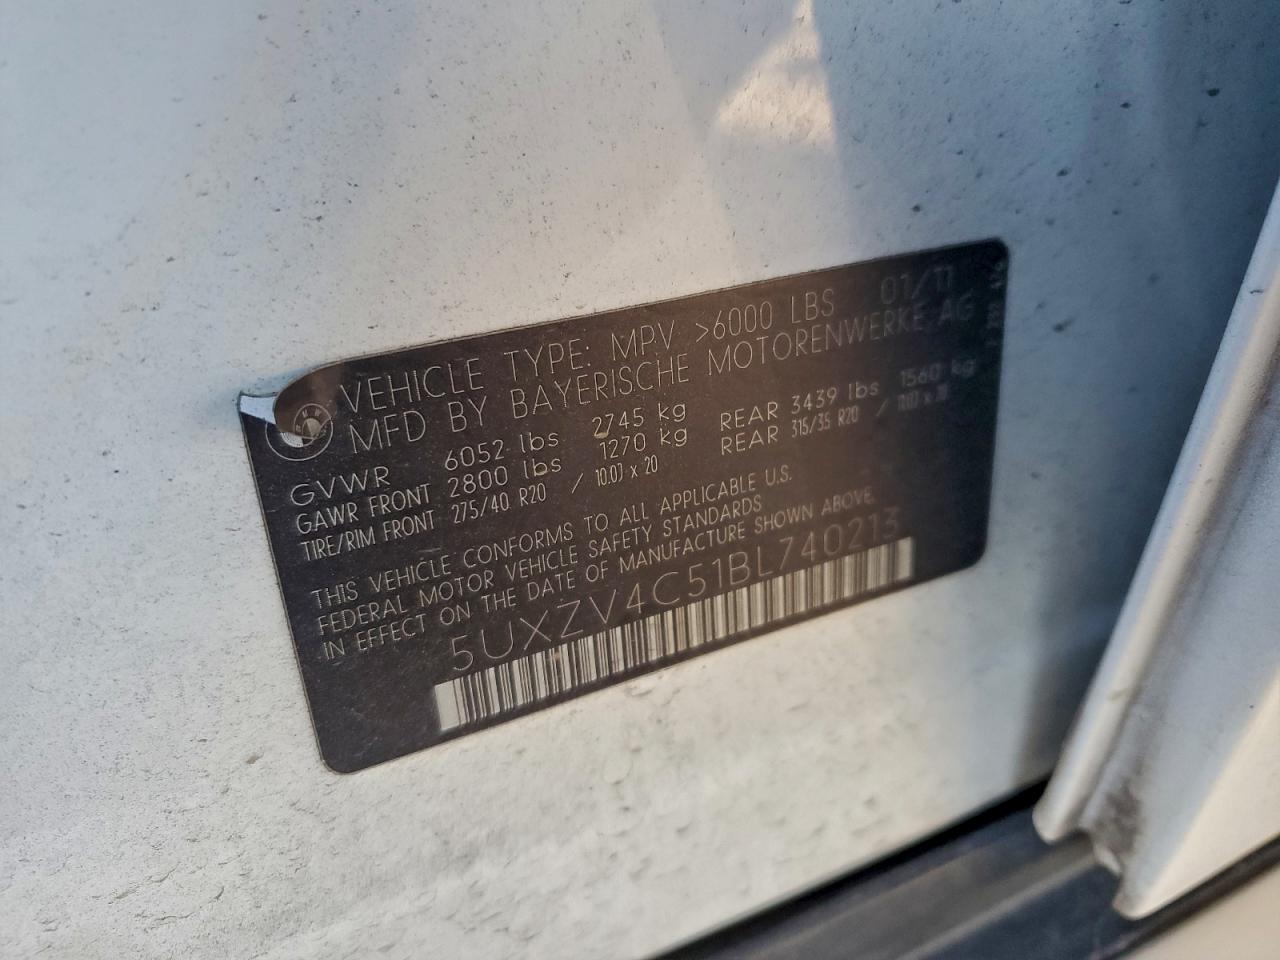 VEHICLE TYPE: MPV >6000 LBS 01/11
MFD BY BAYERISCHE MOTORENWERKE AG
GVWR 6052 lbs 2745 kg
GAWR FRONT 2800 lbs 1270 kg REAR 3439 lbs 1560 kg
TIRE/RIM FRONT 275/40 R20 / 10.0J x 20 REAR 315/35 R20 / 11.0J x 20
THIS VEHICLE CONFORMS TO ALL APPLICABLE U.S.
FEDERAL MOTOR VEHICLE SAFETY STANDARDS
IN EFFECT ON THE DATE OF MANUFACTURE SHOWN ABOVE.
5UXZV4C51BL740213